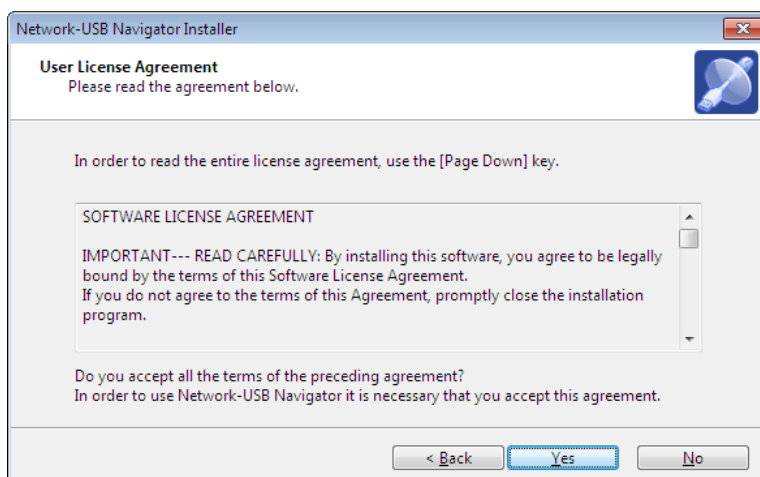 Network-USB Navigator Installer
User License Agreement
Please read the agreement below.
In order to read the entire license agreement, use the [Page Down] key.
SOFTWARE LICENSE AGREEMENT
IMPORTANT--- READ CAREFULLY: By installing this software, you agree to be legally
bound by the terms of this Software License Agreement.
If you do not agree to the terms of this Agreement, promptly close the installation
program.
Do you accept all the terms of the preceding agreement?
In order to use Network-USB Navigator it is necessary that you accept this agreement.
< Back Yes No